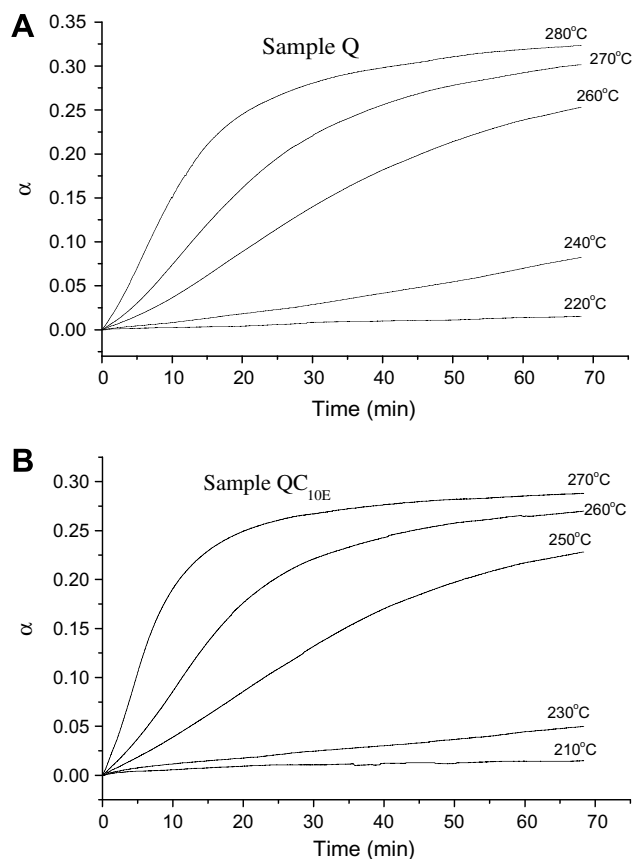 A
Sample Q
0.35
0.30
0.25
0.20
0.15
0.10
0.05
0.00
α
280°C
270°C
260°C
240°C
220°C
0 10 20 30 40 50 60 70
Time (min)
B
Sample QC10E
0.30
0.25
0.20
0.15
0.10
0.05
0.00
α
270°C
260°C
250°C
230°C
210°C
0 10 20 30 40 50 60 70
Time (min)